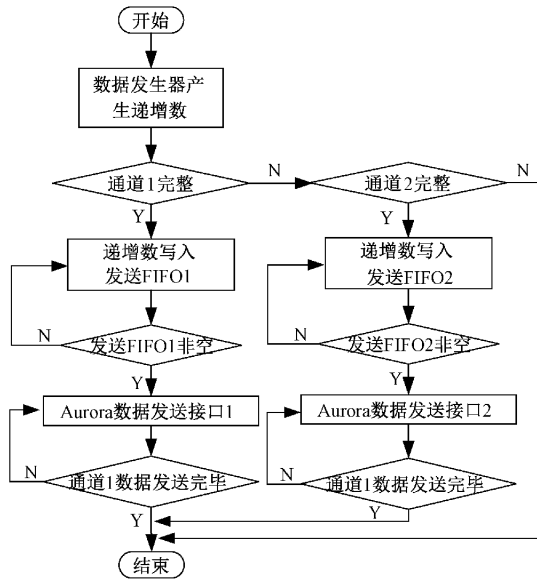 开始
数据发生器产
生递增数
通道1完整
N
通道2完整
N
Y
Y
递增数写入
发送FIFO1
递增数写入
发送FIFO2
N
发送FIFO1非空
N
发送FIFO2非空
Y
Y
Aurora数据发送接口1
Aurora数据发送接口2
N
通道1数据发送完毕
N
通道1数据发送完毕
Y
Y
结束